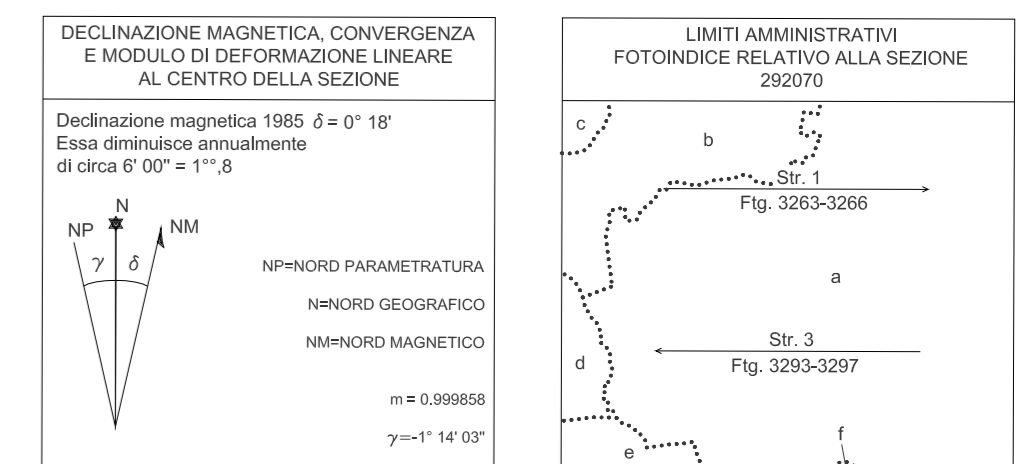 DECLINAZIONE MAGNETICA, CONVERGENZA
E MODULO DI DEFORMAZIONE LINEARE
AL CENTRO DELLA SEZIONE
Declinazione magnetica 1985 δ = 0° 18'
Essa diminuisce annualmente
di circa 6' 00" = 1°°,8
N
NP
NM
γ
δ
NP=NORD PARAMETRATURA
N=NORD GEOGRAFICO
NM=NORD MAGNETICO
m = 0.999858
γ=-1° 14' 03"
LIMITI AMMINISTRATIVI
FOTOINDICE RELATIVO ALLA SEZIONE
292070
c
b
Str. 1
Ftg. 3263-3266
a
Str. 3
Ftg. 3293-3297
d
f
e